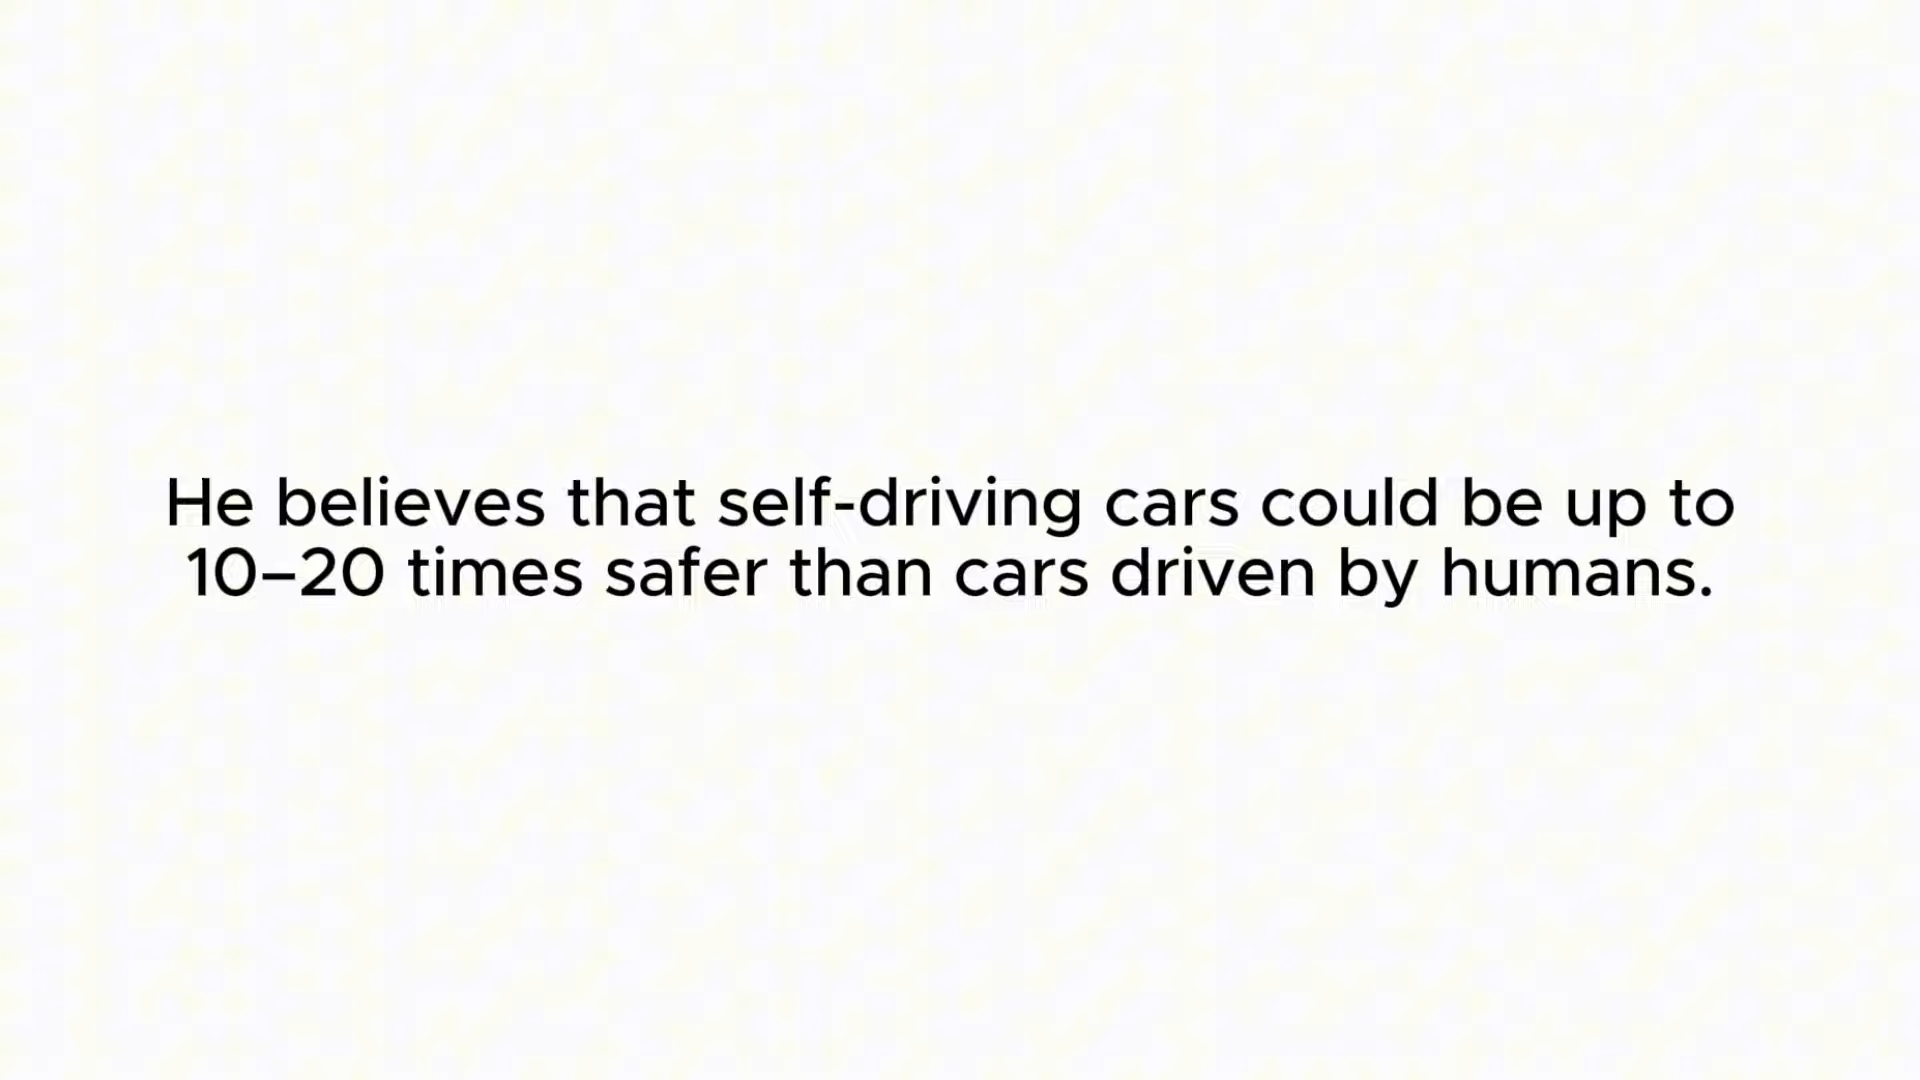 He believes that self-driving cars could be up to
10–20 times safer than cars driven by humans.